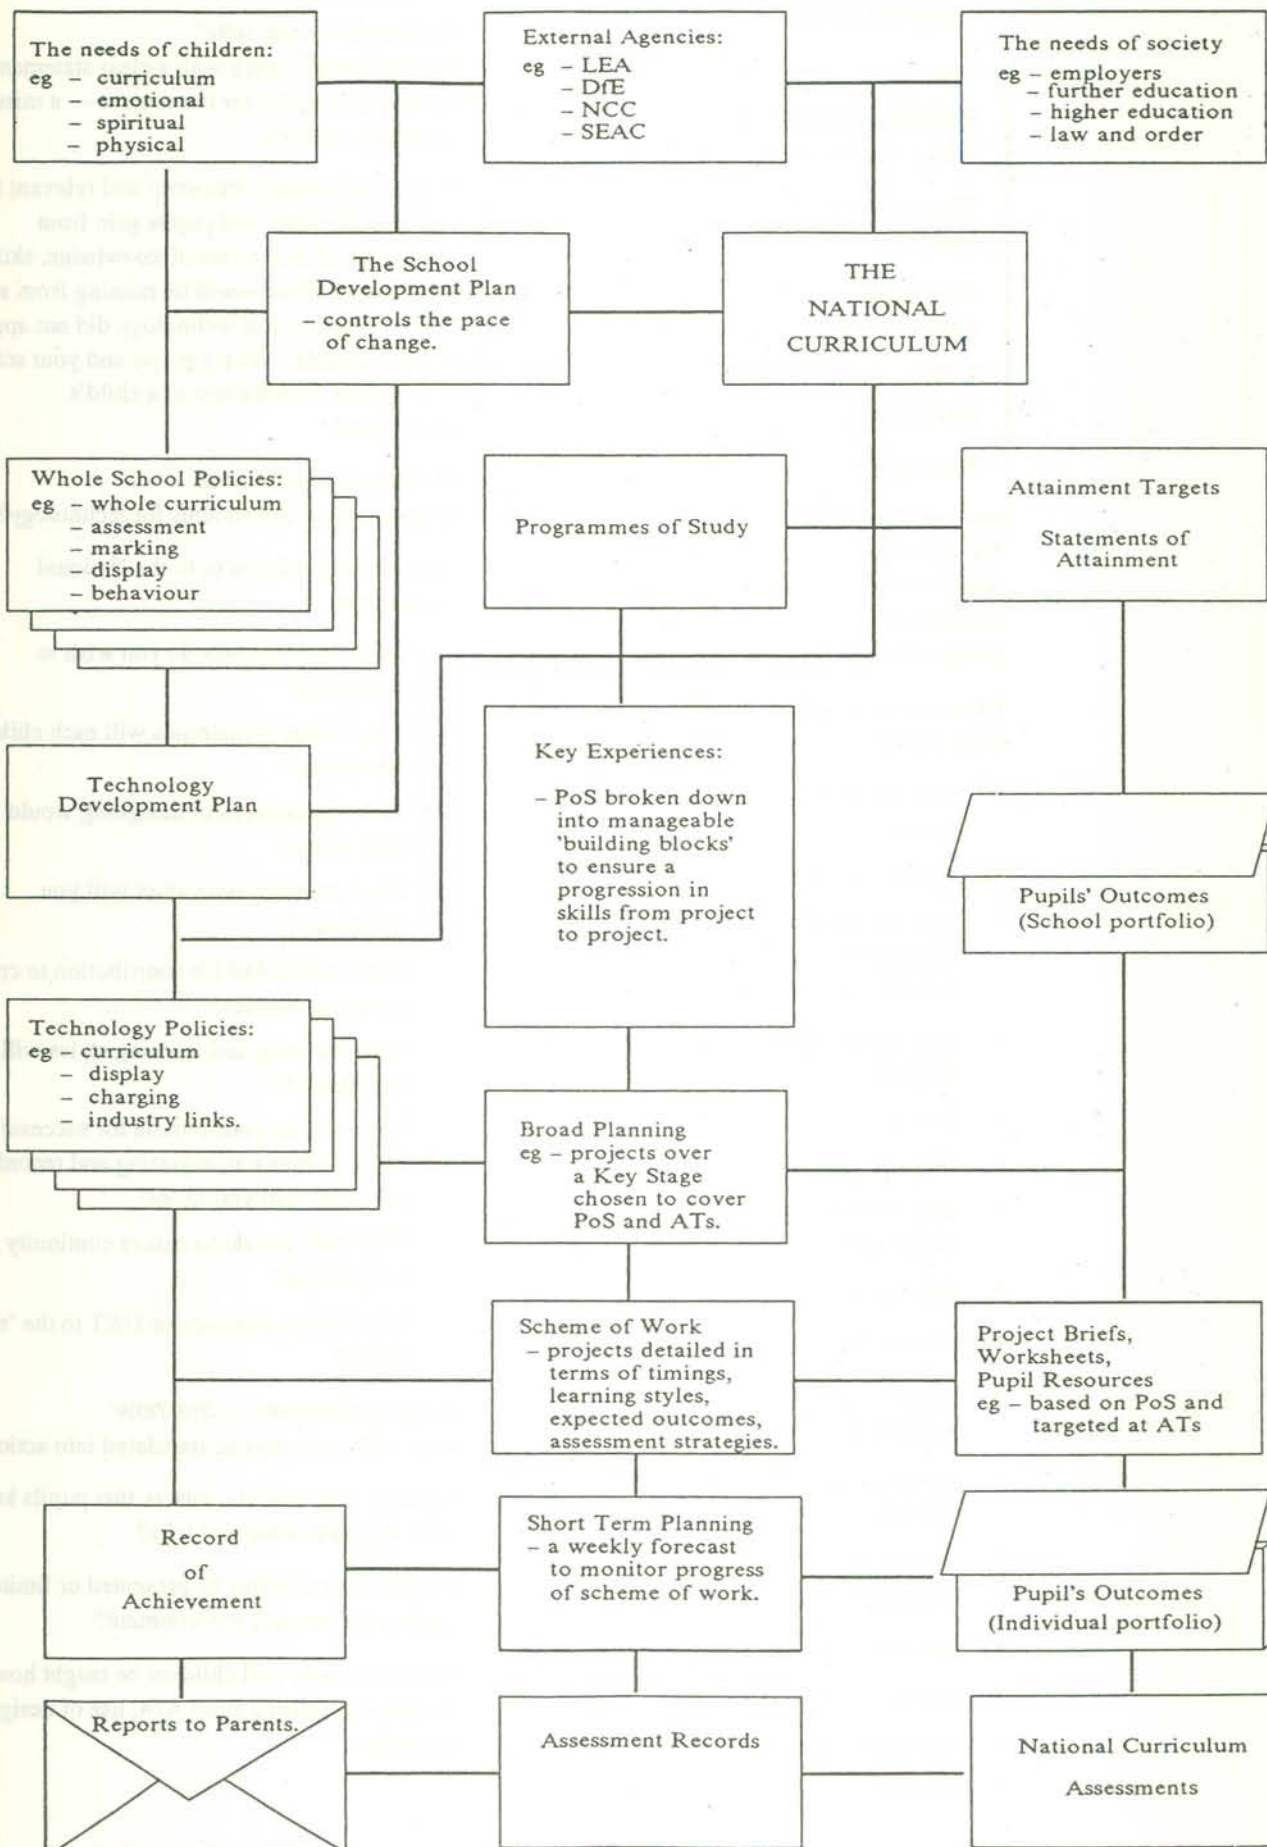 The needs of children:
eg – curriculum
– emotional
– spiritual
– physical
External Agencies:
eg – LEA
– DfE
– NCC
– SEAC
The needs of society
eg – employers
– further education
– higher education
– law and order
The School
Development Plan
– controls the pace
of change.
THE
NATIONAL
CURRICULUM
Whole School Policies:
eg – whole curriculum
– assessment
– marking
– display
– behaviour
Programmes of Study
Attainment Targets
Statements of
Attainment
Technology
Development Plan
Key Experiences:
– PoS broken down
into manageable
'building blocks'
to ensure a
progression in
skills from project
to project.
Pupils' Outcomes
(School portfolio)
Technology Policies:
eg – curriculum
– display
– charging
– industry links.
Broad Planning
eg – projects over
a Key Stage
chosen to cover
PoS and ATs.
Scheme of Work
– projects detailed in
terms of timings,
learning styles,
expected outcomes,
assessment strategies.
Project Briefs,
Worksheets,
Pupil Resources
eg – based on PoS and
targeted at ATs
Record
of
Achievement
Short Term Planning
– a weekly forecast
to monitor progress
of scheme of work.
Pupil's Outcomes
(Individual portfolio)
Reports to Parents.
Assessment Records
National Curriculum
Assessments